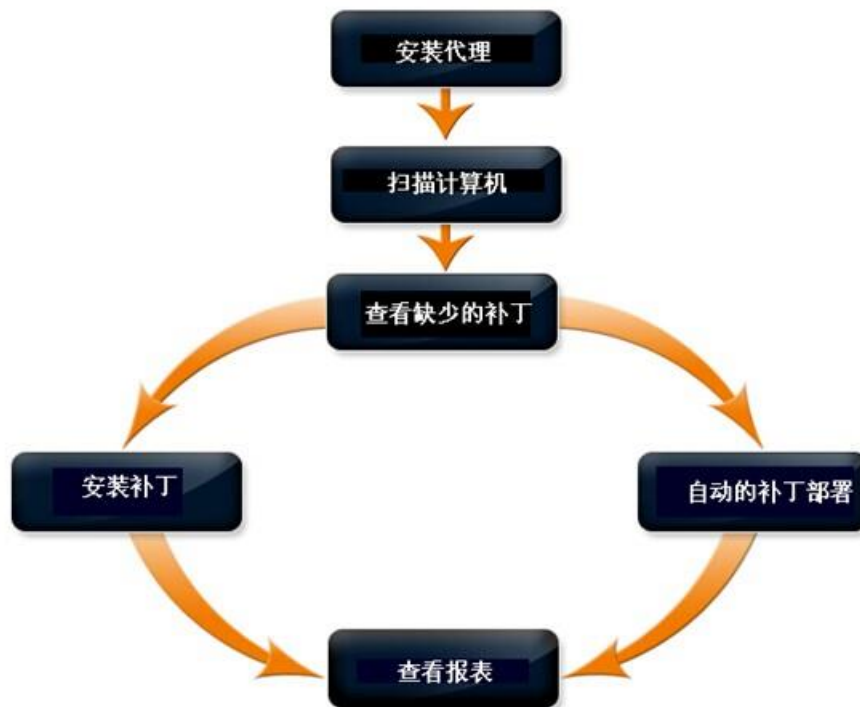 安装代理
扫描计算机
查看缺少的补丁
安装补丁
自动的补丁部署
查看报表